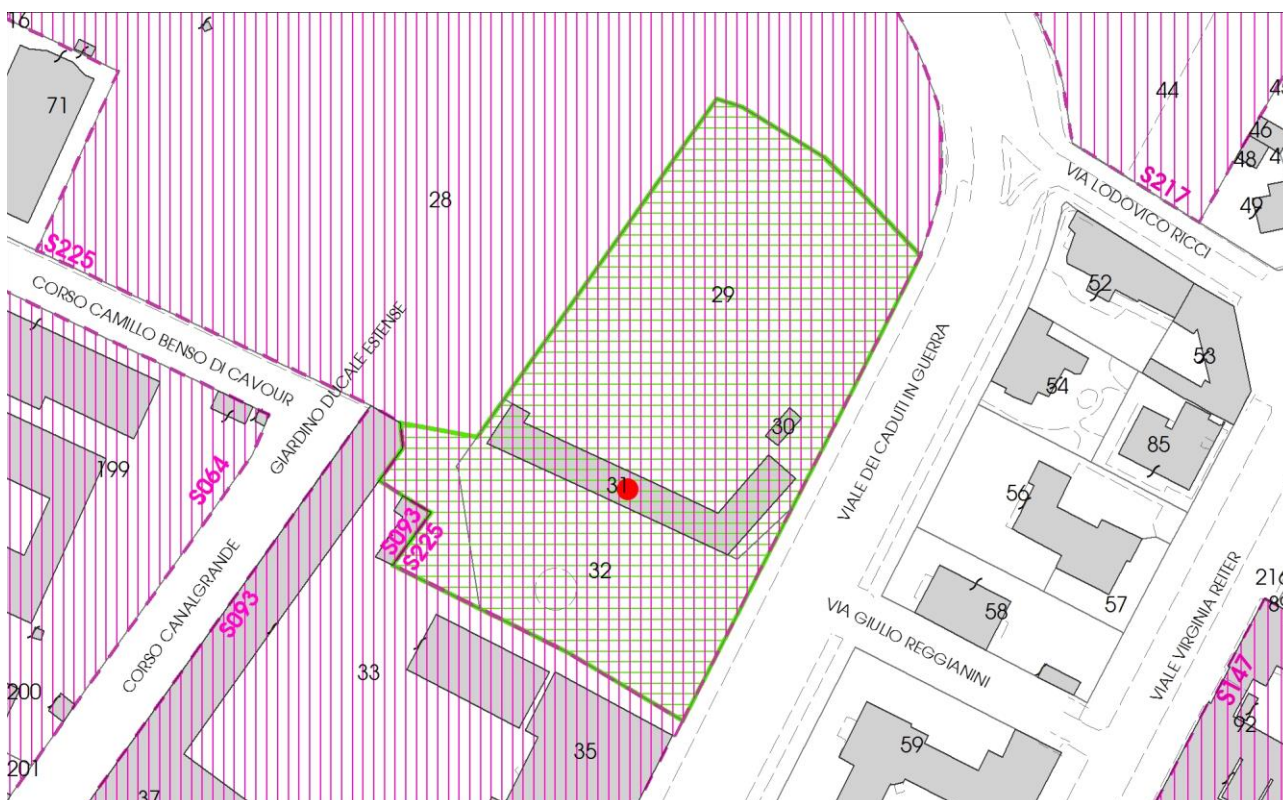 16
71
28
44
45
46
48
49
S217
VIA LODOVICO RICCI
S225
CORSO CAMILLO BENSO DI CAVOUR
GIARDINO DUCALE ESTENSE
29
52
53
54
85
VIALE DEI CADUTI IN GUERRA
30
31
199
S064
S093
S225
56
57
58
32
216
89
CORSO CANALGRANDE
S093
VIA GIULIO REGGIANINI
VIALE VIRGINIA REITER
S147
33
200
92
35
59
201
37